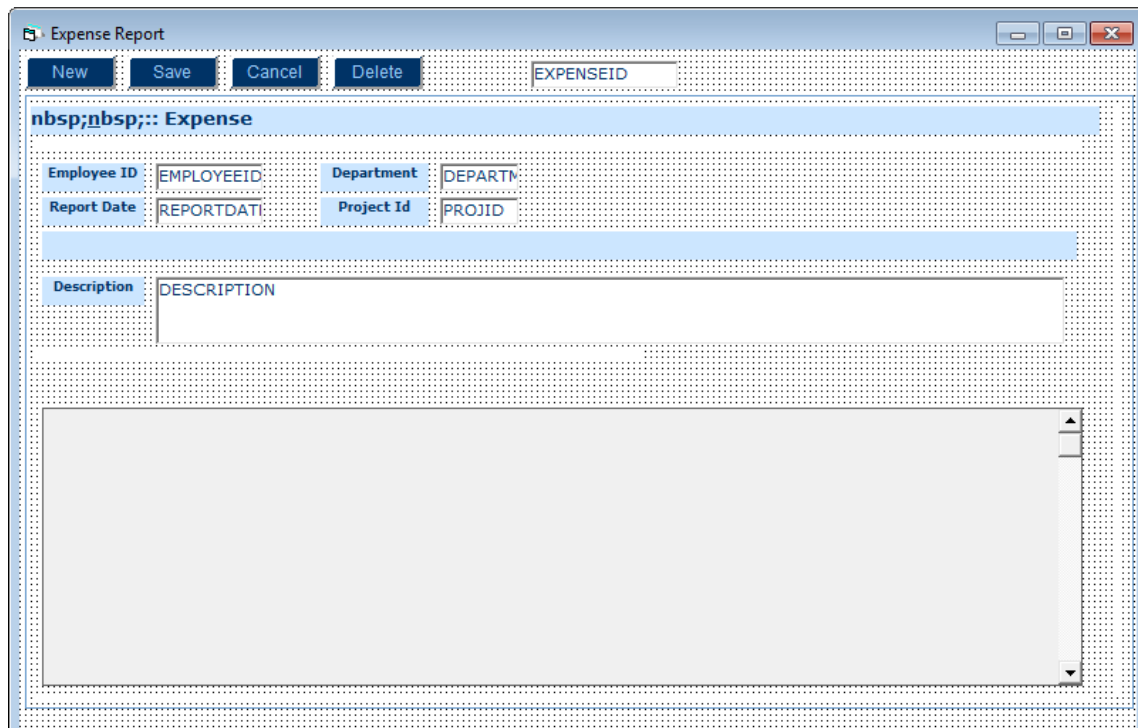 Expense Report
New Save Cancel Delete EXPENSEID
nbsp;nbsp;:: Expense
Employee ID EMPLOYEEID Department DEPARTM
Report Date REPORTDATI Project Id PROJID
Description DESCRIPTION